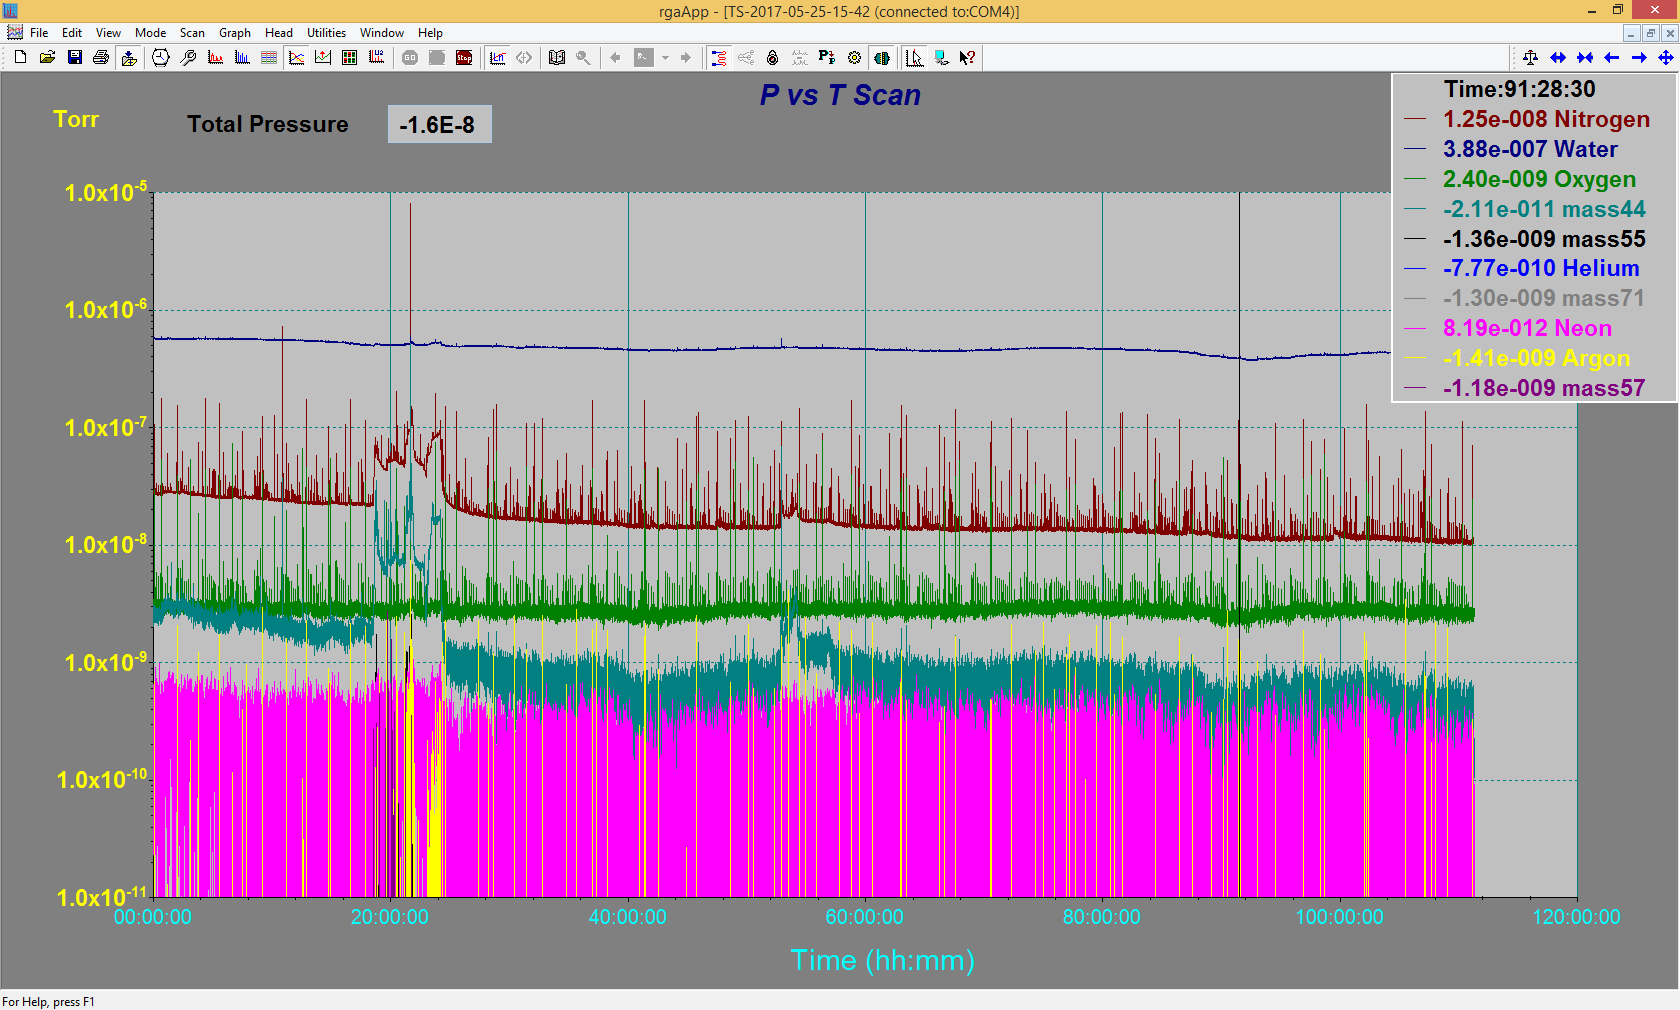 rgaApp - [TS-2017-05-25-15-42 (connected to:COM4)]
File Edit View Mode Scan Graph Head Utilities Window Help
GO Stop
P vs T Scan
Torr
Total Pressure -1.6E-8
Time:91:28:30
1.25e-008 Nitrogen
3.88e-007 Water
2.40e-009 Oxygen
-2.11e-011 mass44
-1.36e-009 mass55
-7.77e-010 Helium
-1.30e-009 mass71
8.19e-012 Neon
-1.41e-009 Argon
-1.18e-009 mass57
1.0x10-5
1.0x10-6
1.0x10-7
1.0x10-8
1.0x10-9
1.0x10-10
1.0x10-11
00:00:00 20:00:00 40:00:00 60:00:00 80:00:00 100:00:00 120:00:00
Time (hh:mm)
For Help, press F1